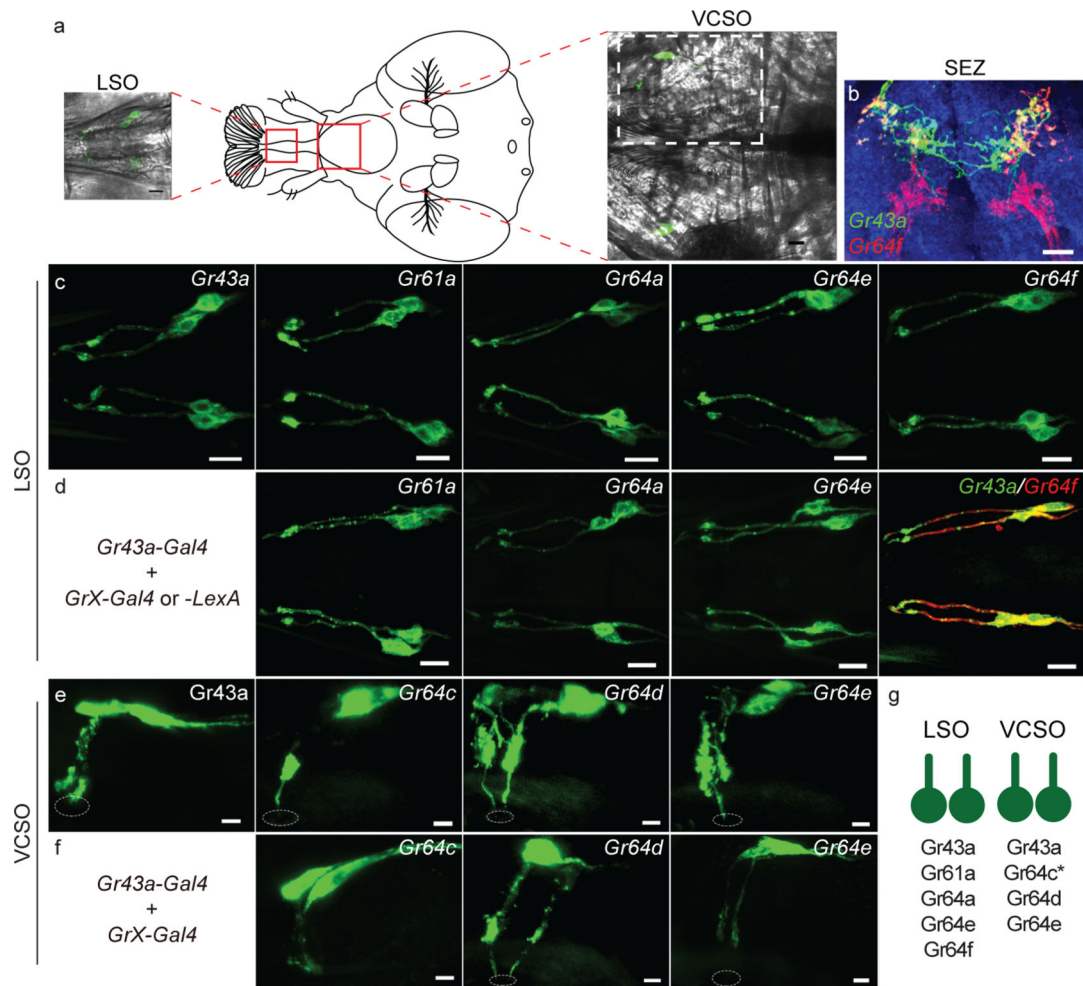 a
LSO
VCSO
SEZ
b
Gr43a
Gr64f
LSO
c
Gr43a
Gr61a
Gr64a
Gr64e
Gr64f
d
Gr43a-Gal4
+
GrX-Gal4 or -LexA
Gr61a
Gr64a
Gr64e
Gr43a/Gr64f
VCSO
e
Gr43a
Gr64c
Gr64d
Gr64e
f
Gr43a-Gal4
+
GrX-Gal4
Gr64c
Gr64d
Gr64e
g
LSO VCSO
Gr43a Gr43a
Gr61a Gr64c*
Gr64a Gr64d
Gr64e Gr64e
Gr64f